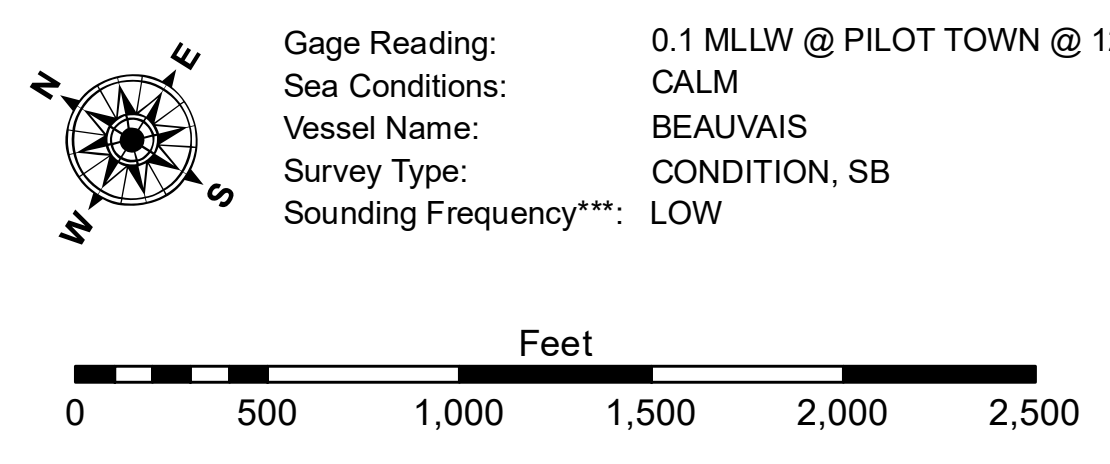 N
E
S
W
Gage Reading: 0.1 MLLW @ PILOT TOWN @
Sea Conditions: CALM
Vessel Name: BEAUVAIS
Survey Type: CONDITION, SB
Sounding Frequency***: LOW
Feet
0 500 1,000 1,500 2,000 2,500